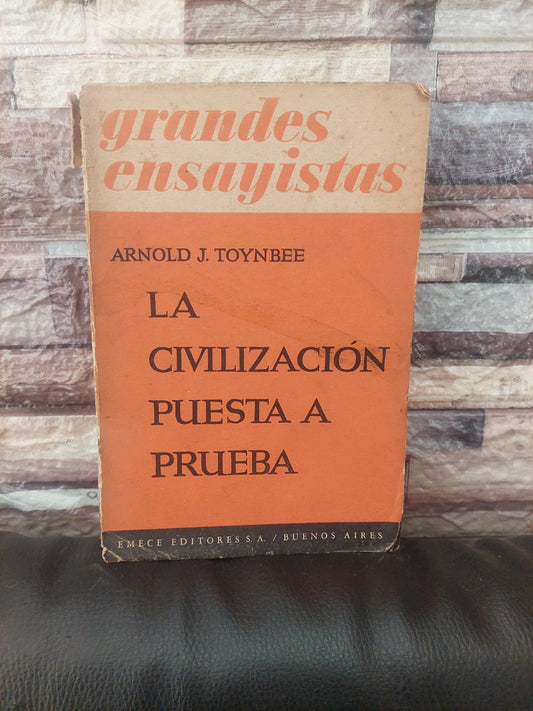 grandes
ensayistas
ARNOLD J. TOYNBEE
LA
CIVILIZACIÓN
PUESTA A
PRUEBA
EMECE EDITORES S.A. / BUENOS AIRES